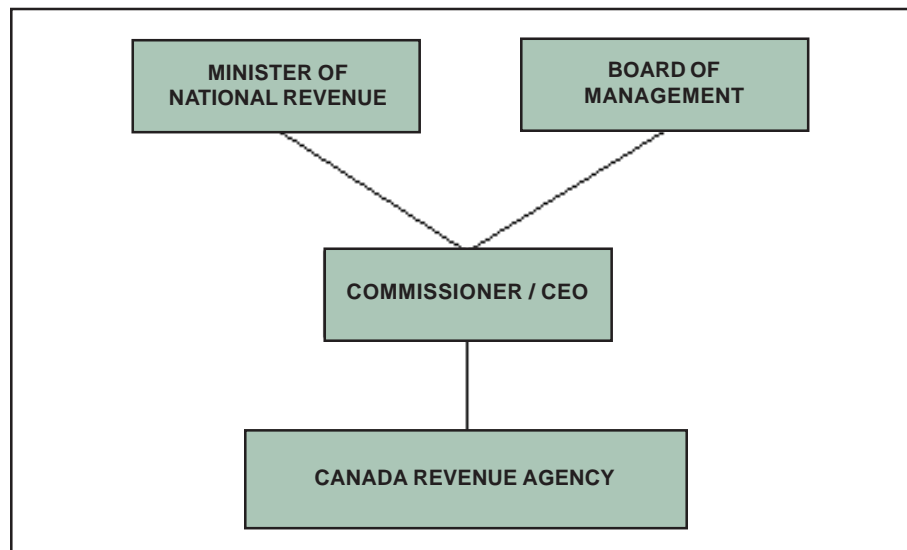 MINISTER OF
NATIONAL REVENUE
BOARD OF
MANAGEMENT
COMMISSIONER / CEO
CANADA REVENUE AGENCY